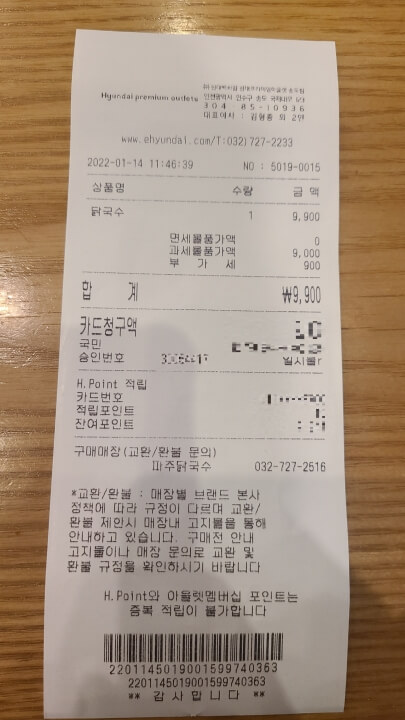 Hyundai premium outlets
304 85-10936
www.ehyundai.com/T:032)727-2233
2022-01-14 11:46:39 NO : 5019-0015
상품명 수량 금 액
닭국수 1 9,900
면세물품가액 0
과세물품가액 9,000
부 가 세 900
합 계 ₩9,900
카드청구액
국민 일시불
승인번호
H.Point 적립
카드번호
적립포인트
잔여포인트
구매매장(교환/환불 문의)
파주닭국수 032-727-2516
*교환/환불 : 매장별 브랜드 본사
정책에 따라 규정이 다르며 교환/
환불 제안시 매장내 고지물을 통해
안내하고 있습니다. 구매전 안내
고지물이나 매장 문의로 교환 및
환불 규정을 확인하시기 바랍니다
H.Point와 아울렛멤버십 포인트는
중복 적립이 불가합니다
2201145019001599740363
2201145019001599740363
** 감사합니다 **